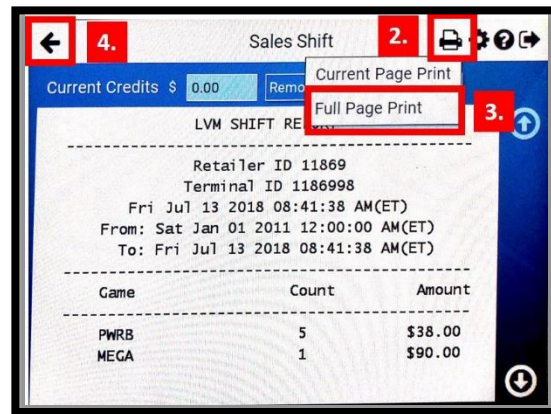 4.
Sales Shift
2.
Current Credits $ 0.00
Remo
Current Page Print
Full Page Print
3.
LVM SHIFT RE
Retailer ID 11869
Terminal ID 1186998
Fri Jul 13 2018 08:41:38 AM(ET)
From: Sat Jan 01 2011 12:00:00 AM(ET)
To: Fri Jul 13 2018 08:41:38 AM(ET)
Game Count Amount
PWRB 5 $38.00
MEGA 1 $90.00